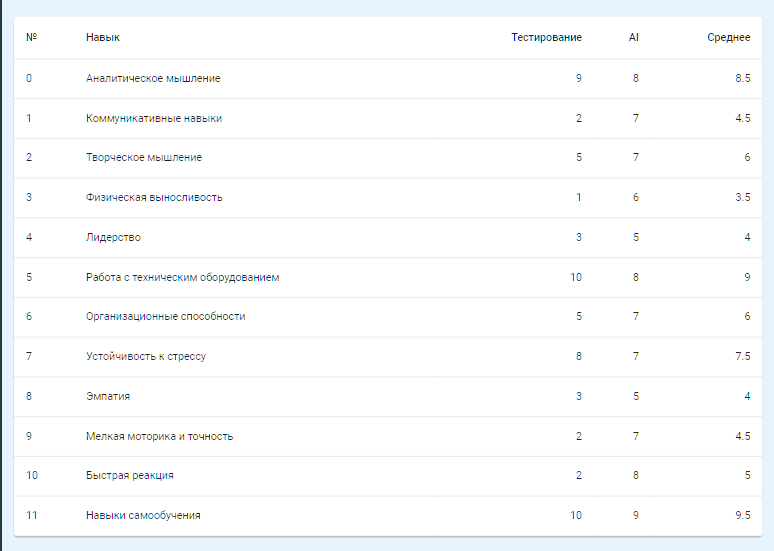 № Навык Тестирование AI Среднее
0 Аналитическое мышление 9 8 8.5
1 Коммуникативные навыки 2 7 4.5
2 Творческое мышление 5 7 6
3 Физическая выносливость 1 6 3.5
4 Лидерство 3 5 4
5 Работа с техническим оборудованием 10 8 9
6 Организационные способности 5 7 6
7 Устойчивость к стрессу 8 7 7.5
8 Эмпатия 3 5 4
9 Мелкая моторика и точность 2 7 4.5
10 Быстрая реакция 2 8 5
11 Навыки самообучения 10 9 9.5